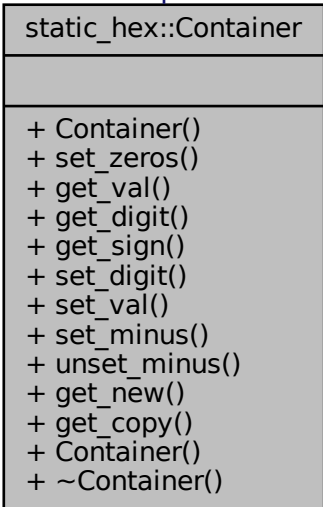 static_hex::Container
+ Container()
+ set_zeros()
+ get_val()
+ get_digit()
+ get_sign()
+ set_digit()
+ set_val()
+ set_minus()
+ unset_minus()
+ get_new()
+ get_copy()
+ Container()
+ ~Container()